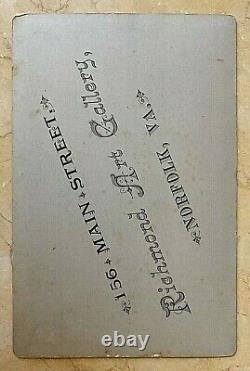 156 MAIN STREET.
Richmond Art Gallery,
NORFOLK, VA.